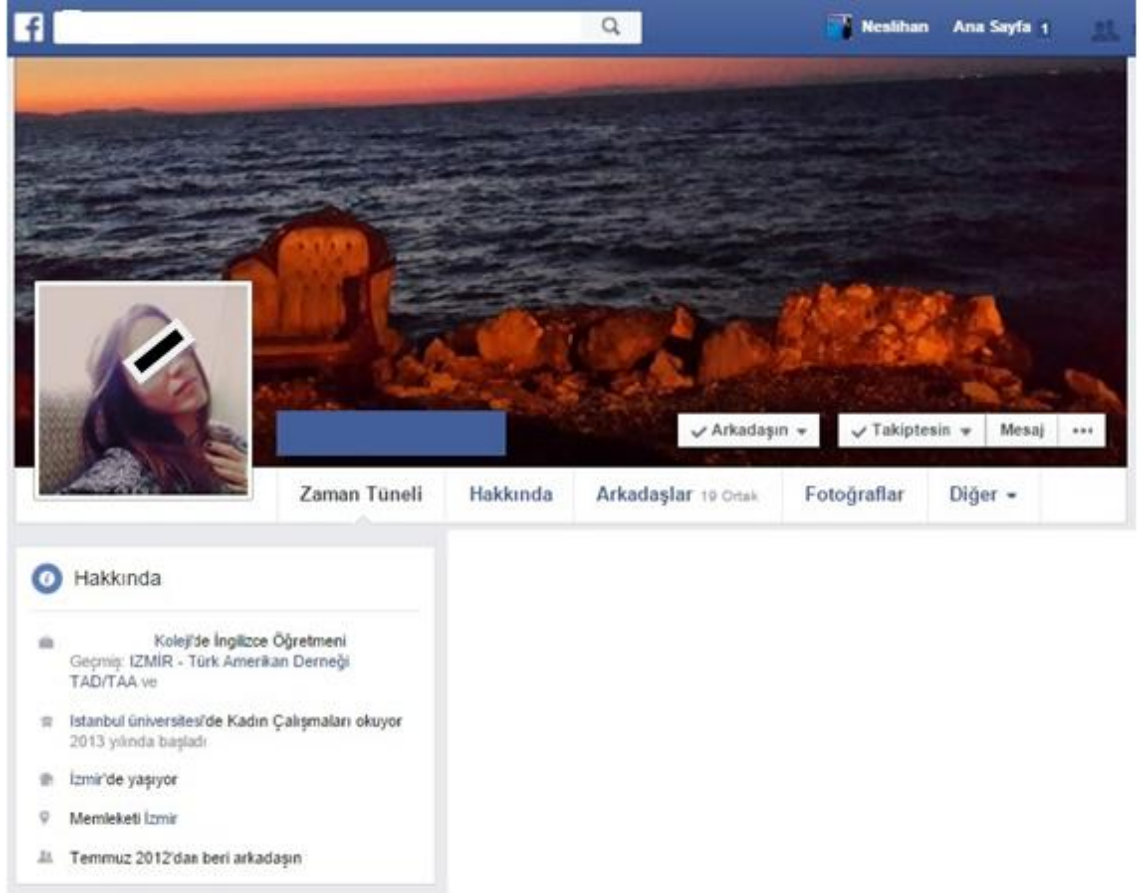 f
Neslihan Ana Sayfa 1
✓ Arkadaşın ✓ Takiptesin Mesaj •••
Zaman Tüneli Hakkında Arkadaşlar 19 Ortak Fotoğraflar Diğer
Hakkında
Koleji'de İngilizce Öğretmeni
Geçmiş: IZMİR - Türk Amerikan Derneği
TAD/TAA ve
Istanbul üniversitesi'de Kadın Çalışmaları okuyor
2013 yılında başladı
İzmir'de yaşıyor
Memleketi İzmir
Temmuz 2012'dan beri arkadaşın